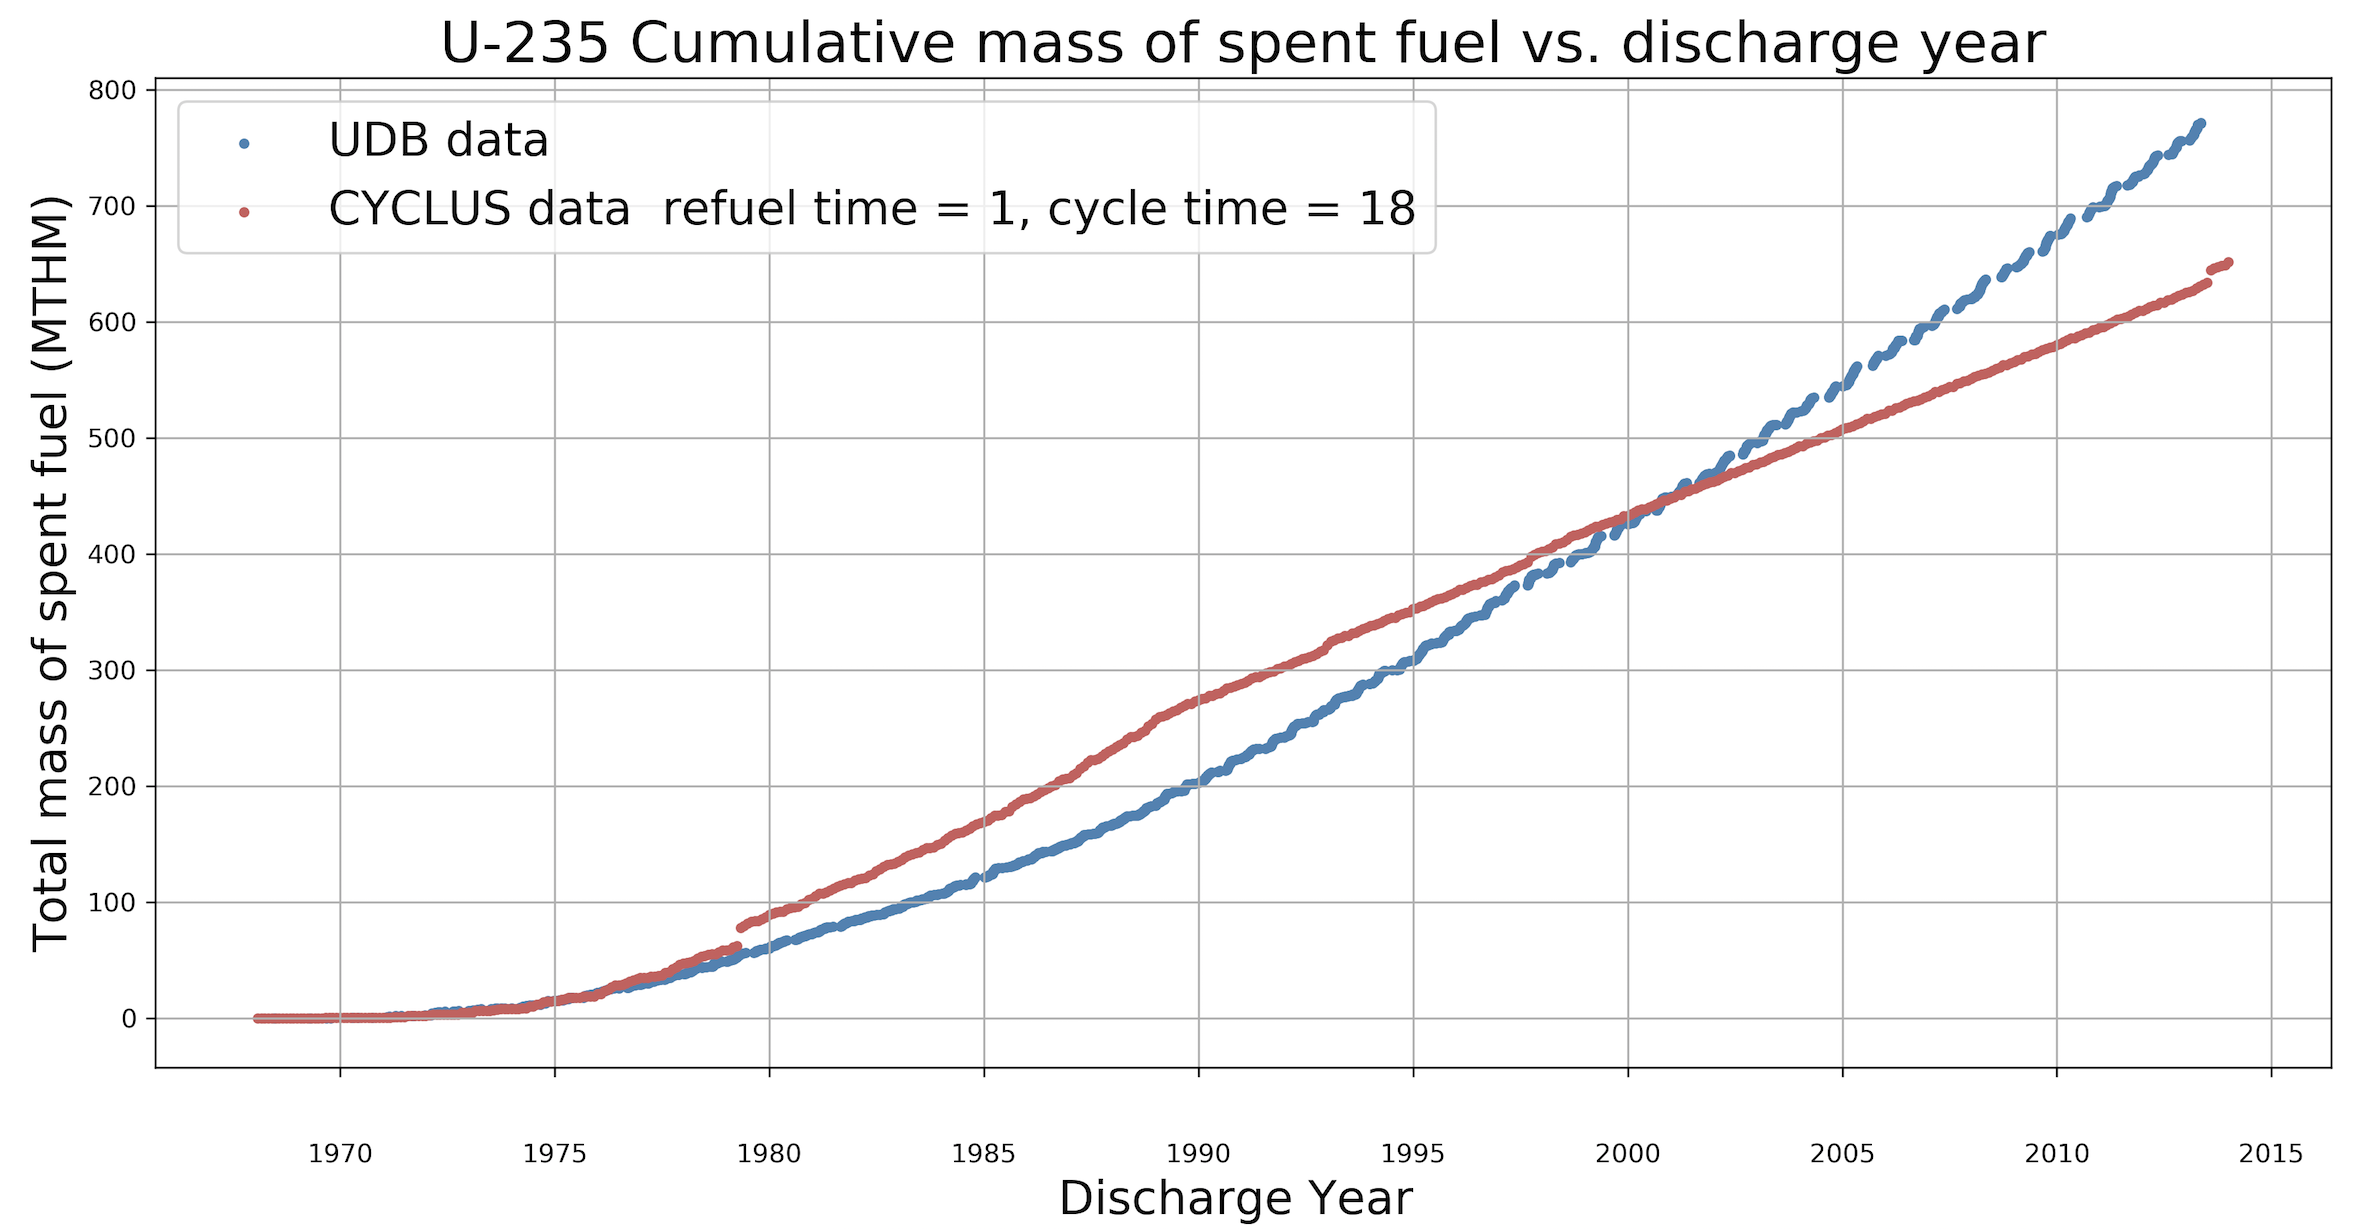 U-235 Cumulative mass of spent fuel vs. discharge year
UDB data
CYCLUS data  refuel time = 1, cycle time = 18
Total mass of spent fuel (MTHM)
800
700
600
500
400
300
200
100
0
1970 1975 1980 1985 1990 1995 2000 2005 2010 2015
Discharge Year